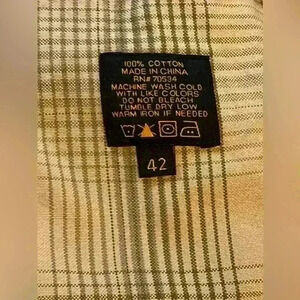 100% COTTON
MADE IN CHINA
RN# 70534
MACHINE WASH COLD
WITH LIKE COLORS
DO NOT BLEACH
TUMBLE DRY LOW
WARM IRON IF NEEDED
42